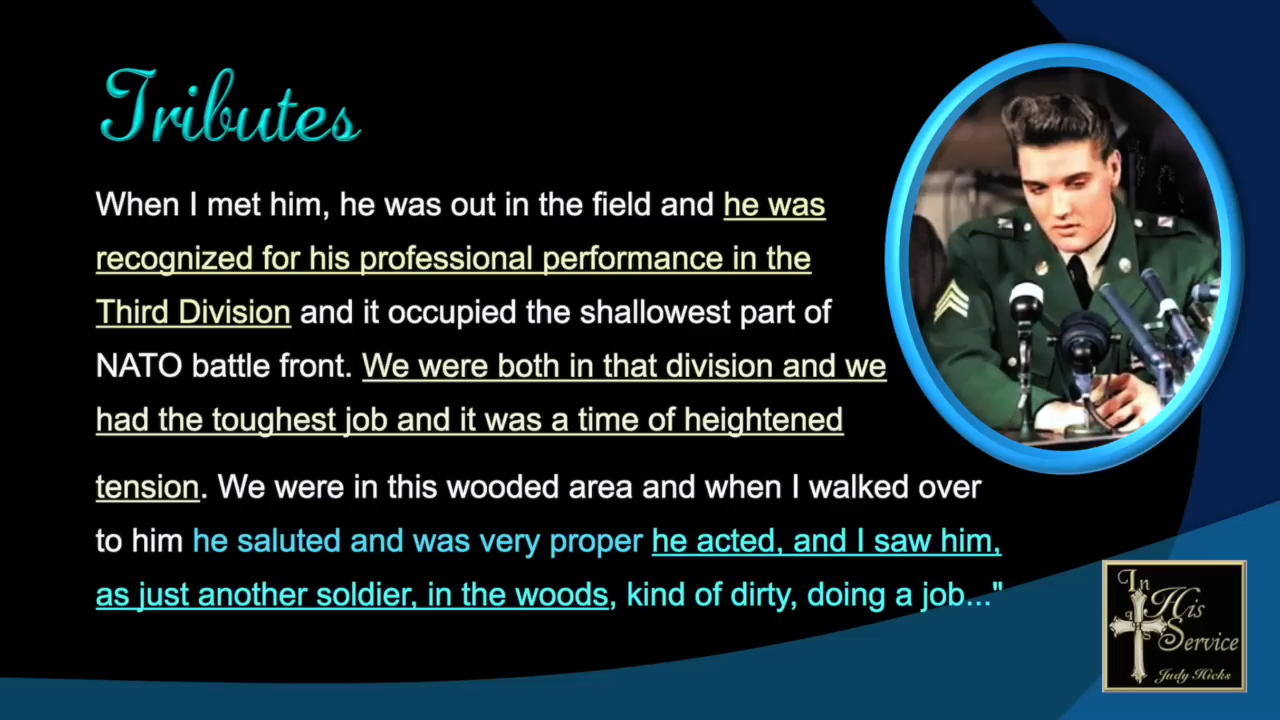 Tributes
When I met him, he was out in the field and he was
recognized for his professional performance in the
Third Division and it occupied the shallowest part of
NATO battle front. We were both in that division and we
had the toughest job and it was a time of heightened
tension. We were in this wooded area and when I walked over
to him he saluted and was very proper he acted, and I saw him,
as just another soldier, in the woods, kind of dirty, doing a job..."
In
His
Service
Judy Hicks